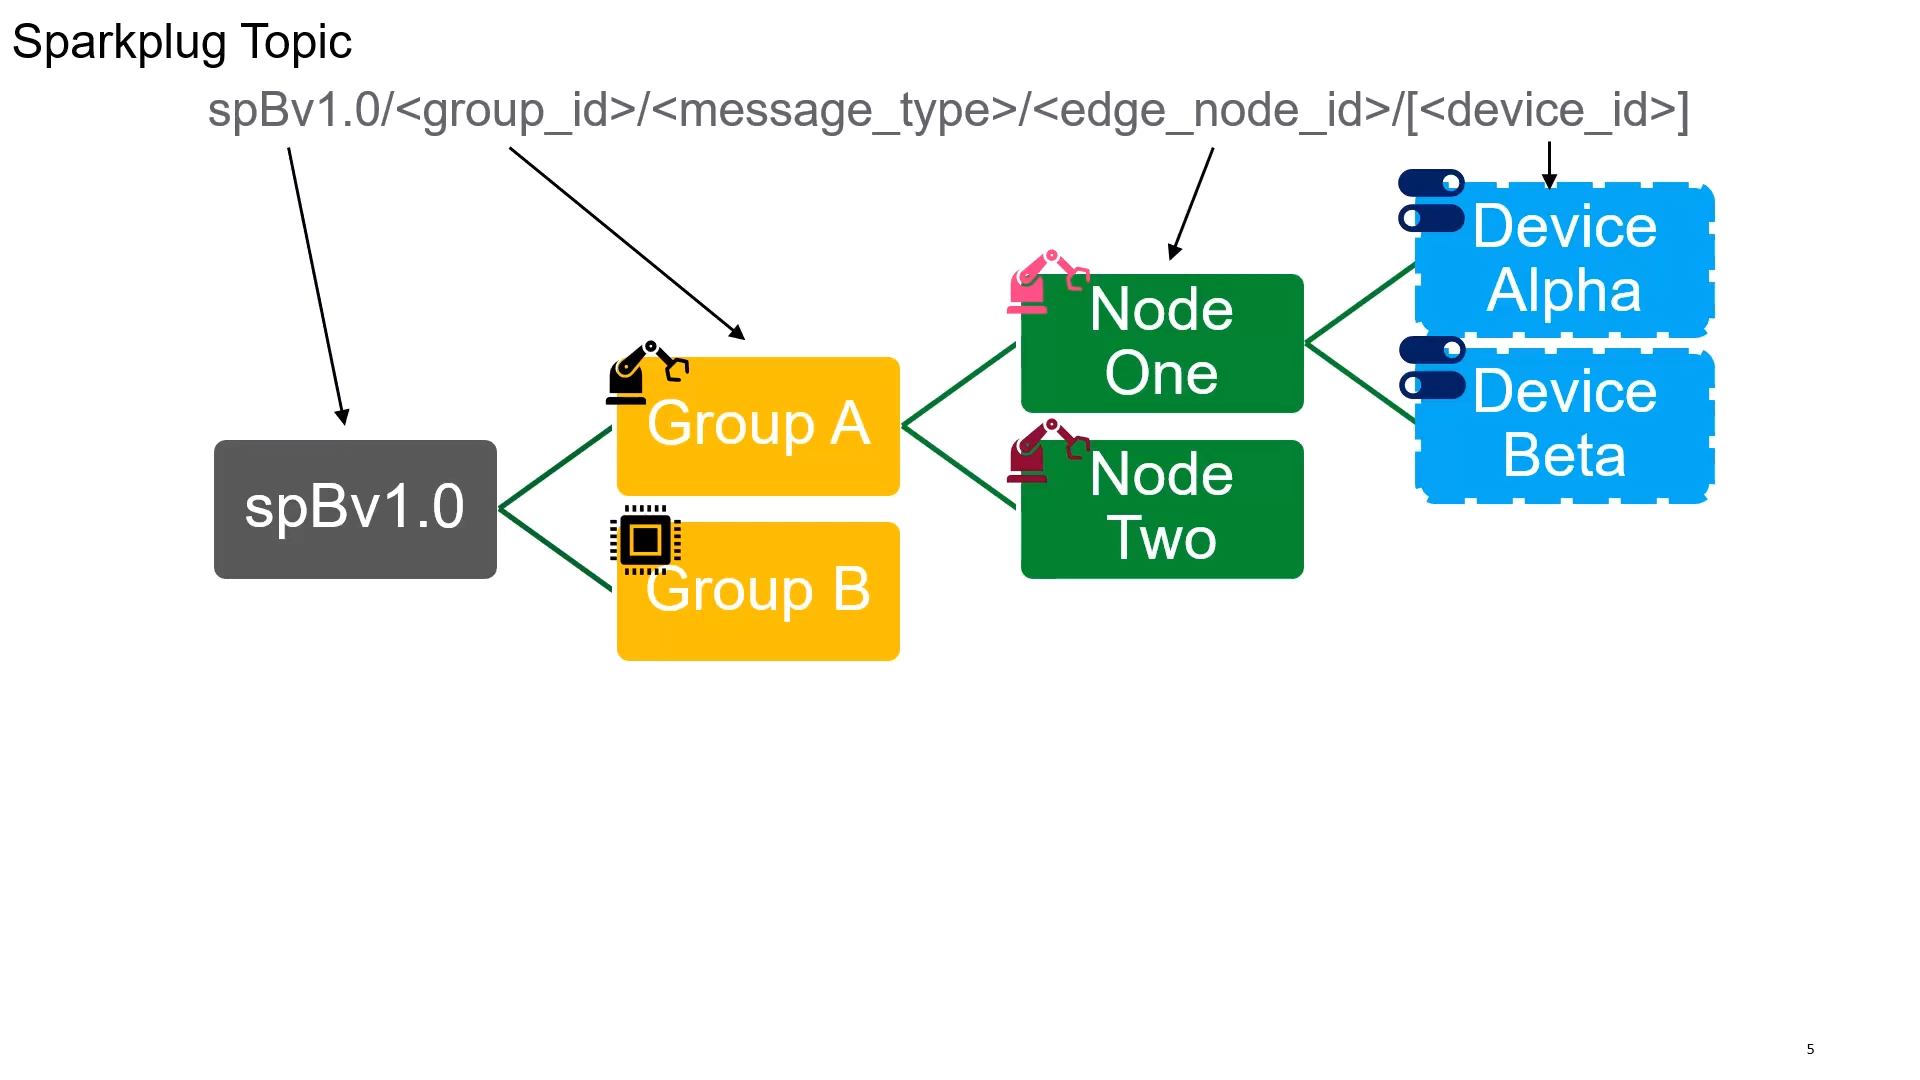 Sparkplug Topic
spBv1.0/<group_id>/<message_type>/<edge_node_id>/[<device_id>]
spBv1.0
Group A
Group B
Node
One
Node
Two
Device
Alpha
Device
Beta
5